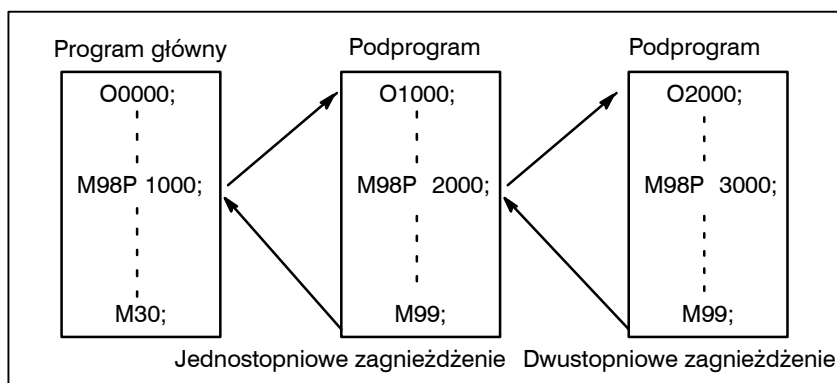 Program główny
O0000;
M98P 1000;
M30;
Podprogram
O1000;
M98P 2000;
M99;
Jednostopniowe zagnieżdżenie
Podprogram
O2000;
M98P 3000;
M99;
Dwustopniowe zagnieżdżenie